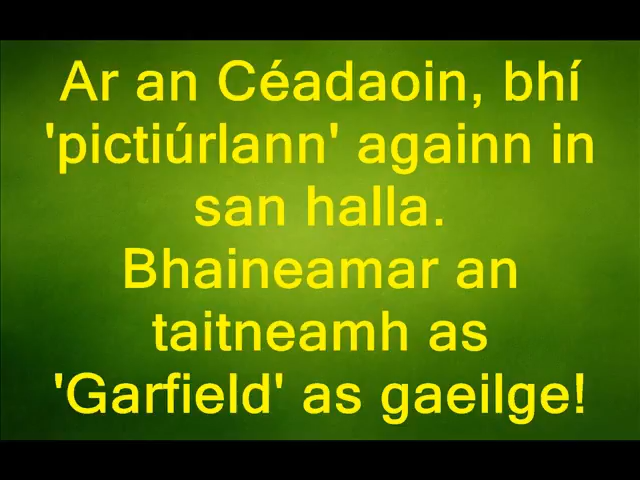 Ar an Céadaoin, bhí
'pictiúrlann' againn in
san halla.
Bhaineamar an
taitneamh as
'Garfield' as gaeilge!